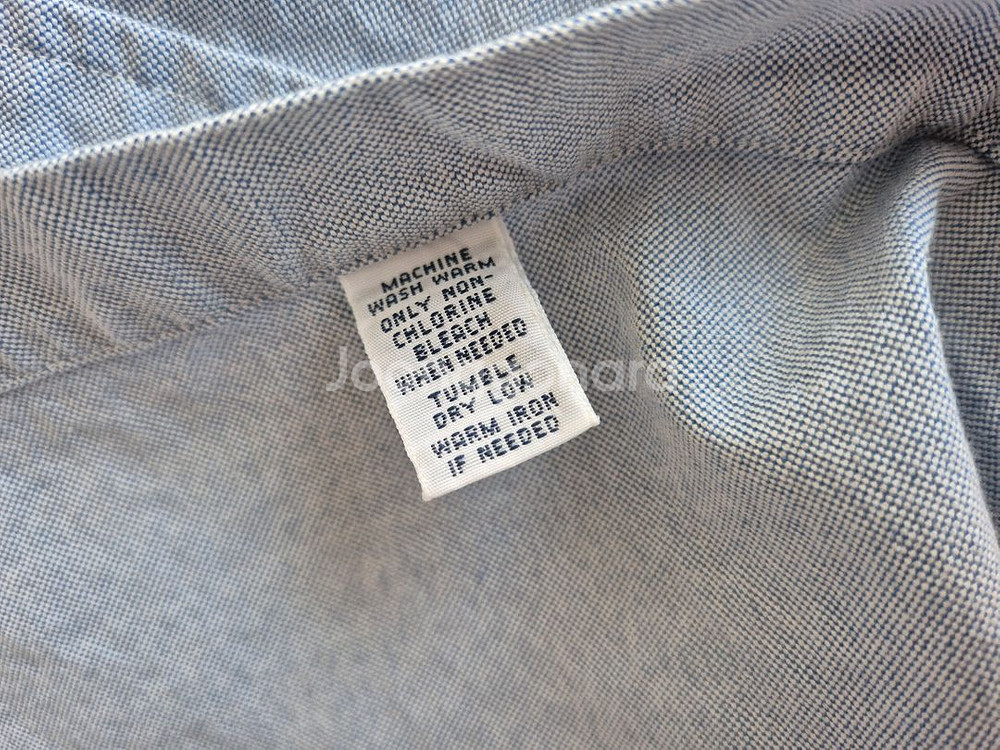 MACHINE
WASH WARM
ONLY NON-
CHLORINE
BLEACH
WHEN NEEDED
TUMBLE
DRY LOW
WARM IRON
IF NEEDED